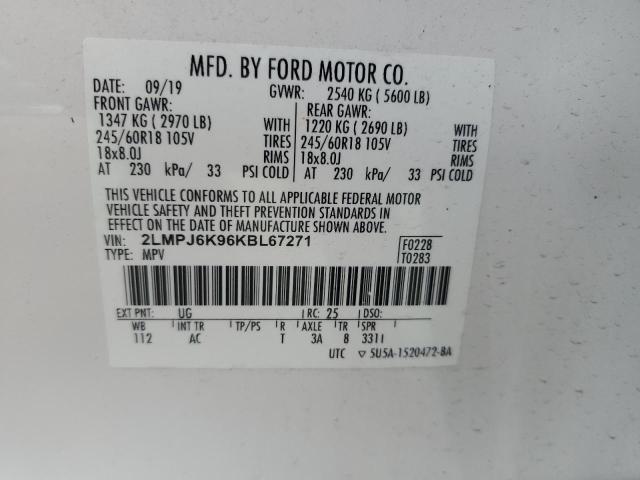 MFD. BY FORD MOTOR CO.
DATE: 09/19 GVWR: 2540 KG ( 5600 LB)
FRONT GAWR: REAR GAWR:
1347 KG ( 2970 LB) WITH 1220 KG ( 2690 LB) WITH
245/60R18 105V TIRES 245/60R18 105V TIRES
18x8.0J RIMS 18x8.0J RIMS
AT 230 kPa/ 33 PSI COLD AT 230 kPa/ 33 PSI COLD
THIS VEHICLE CONFORMS TO ALL APPLICABLE FEDERAL MOTOR
VEHICLE SAFETY AND THEFT PREVENTION STANDARDS IN
EFFECT ON THE DATE OF MANUFACTURE SHOWN ABOVE.
VIN: 2LMPJ6K96KBL67271 F0228
TYPE: MPV T0283
EXT PNT: UG RC: 25 DSO:
WB INT TR TP/PS R AXLE TR SPR
112 AC T 3A 8 3311
UTC ▽ 5U5A-1520472-BA